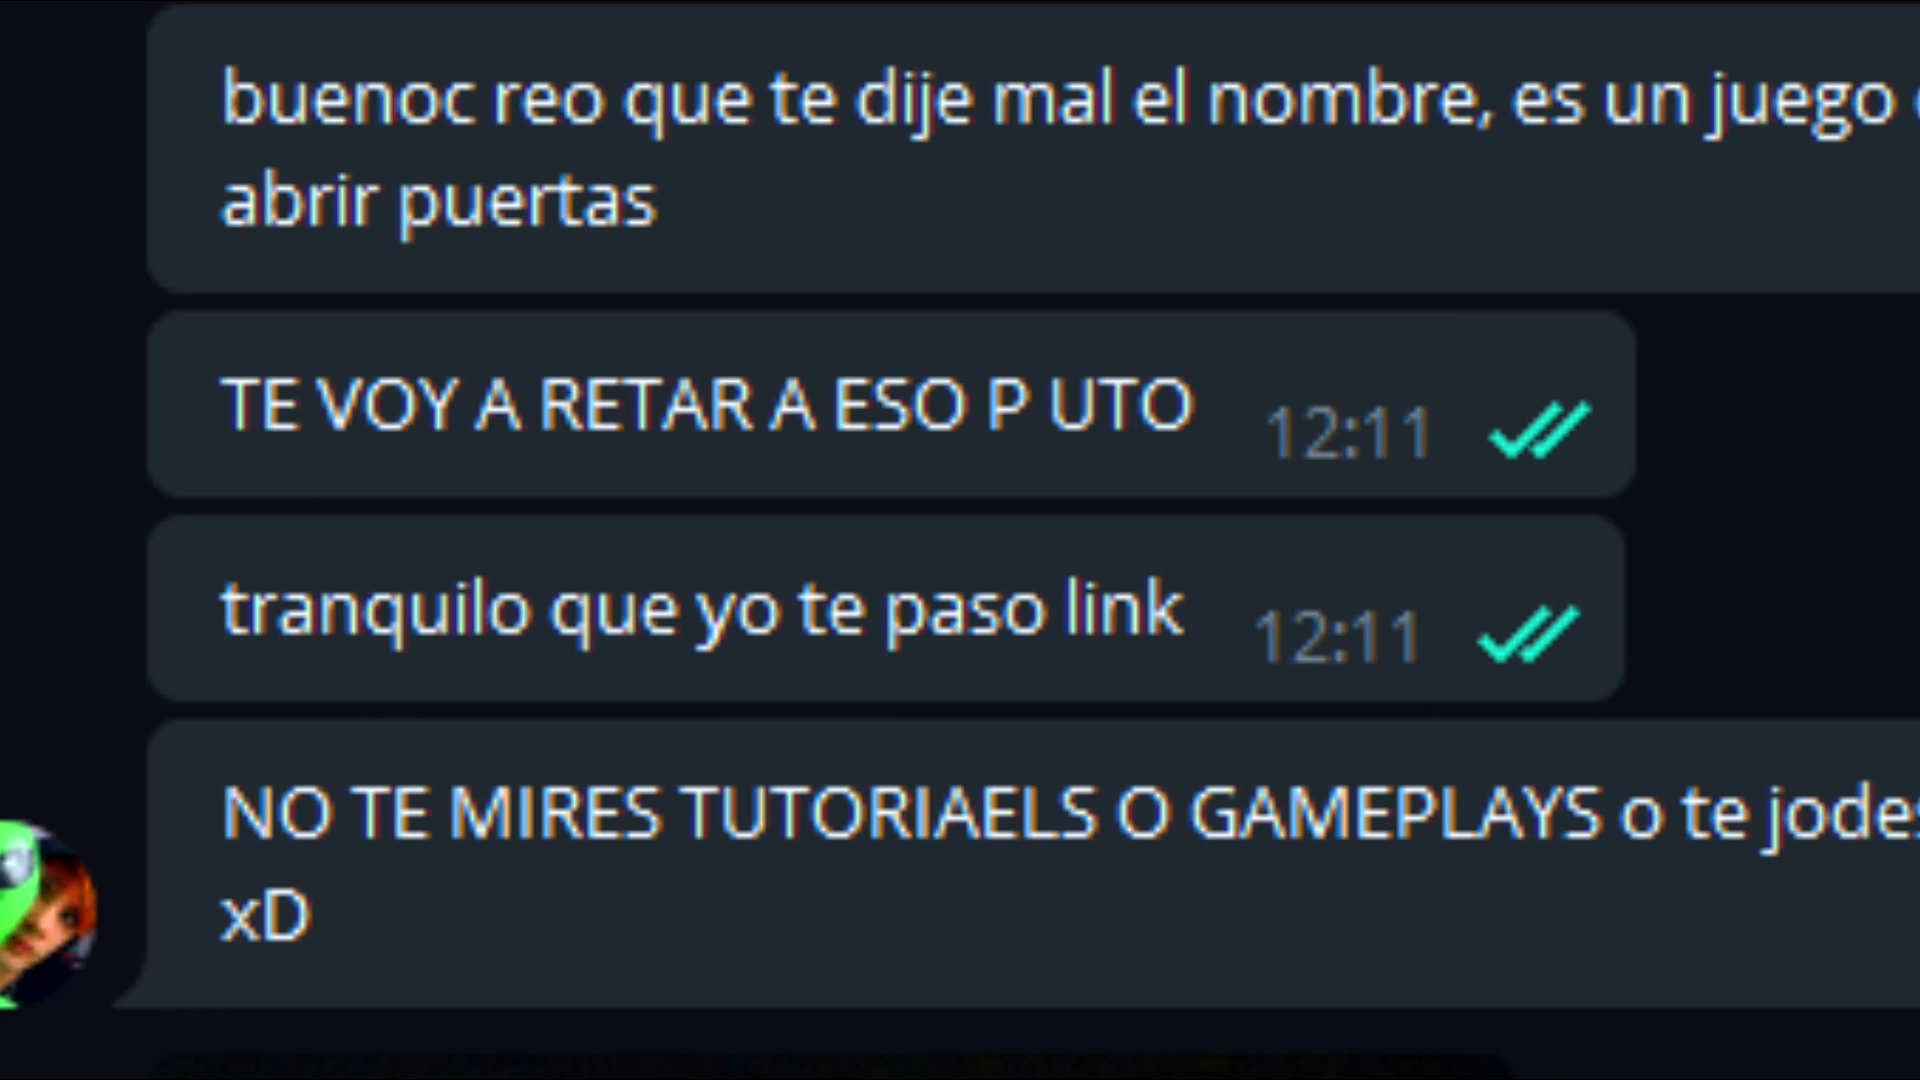 buenoc reo que te dije mal el nombre, es un juego
abrir puertas
TE VOY A RETAR A ESO P UTO 12:11
tranquilo que yo te paso link 12:11
NO TE MIRES TUTORIAELS O GAMEPLAYS o te jodes
xD